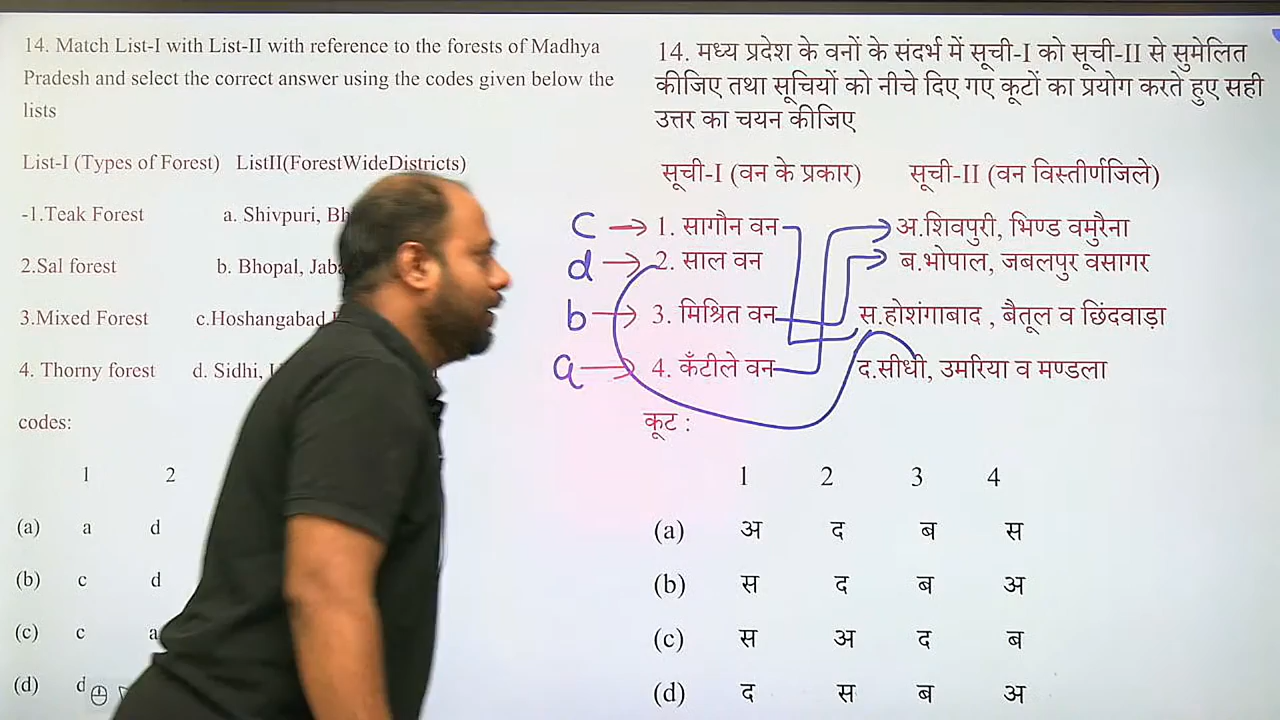 14. Match List-I with List-II with reference to the forests of Madhya
Pradesh and select the correct answer using the codes given below the
lists
List-I (Types of Forest) ListII(ForestWideDistricts)
-1.Teak Forest a. Shivpuri,
2.Sal forest b. Bhopal,
3.Mixed Forest c.Hoshangabad
4. Thorny forest d. Sidhi,
codes:
1 2
(a) a d
(b) c d
(c) c a
(d) d
14. मध्य प्रदेश के वनों के संदर्भ में सूची-I को सूची-II से सुमेलित
कीजिए तथा सूचियों को नीचे दिए गए कूटों का प्रयोग करते हुए सही
उत्तर का चयन कीजिए
सूची-I (वन के प्रकार) सूची-II (वन विस्तीर्णजिले)
c → 1. सागौन वन अ.शिवपुरी, भिण्ड वमुरैना
d → 2. साल वन ब.भोपाल, जबलपुर वसागर
b → 3. मिश्रित वन स.होशंगाबाद , बैतूल व छिंदवाड़ा
a → 4. कँटीले वन द.सीधी, उमरिया व मण्डला
कूट :
1 2 3 4
(a) अ द ब स
(b) स द ब अ
(c) स अ द ब
(d) द स ब अ